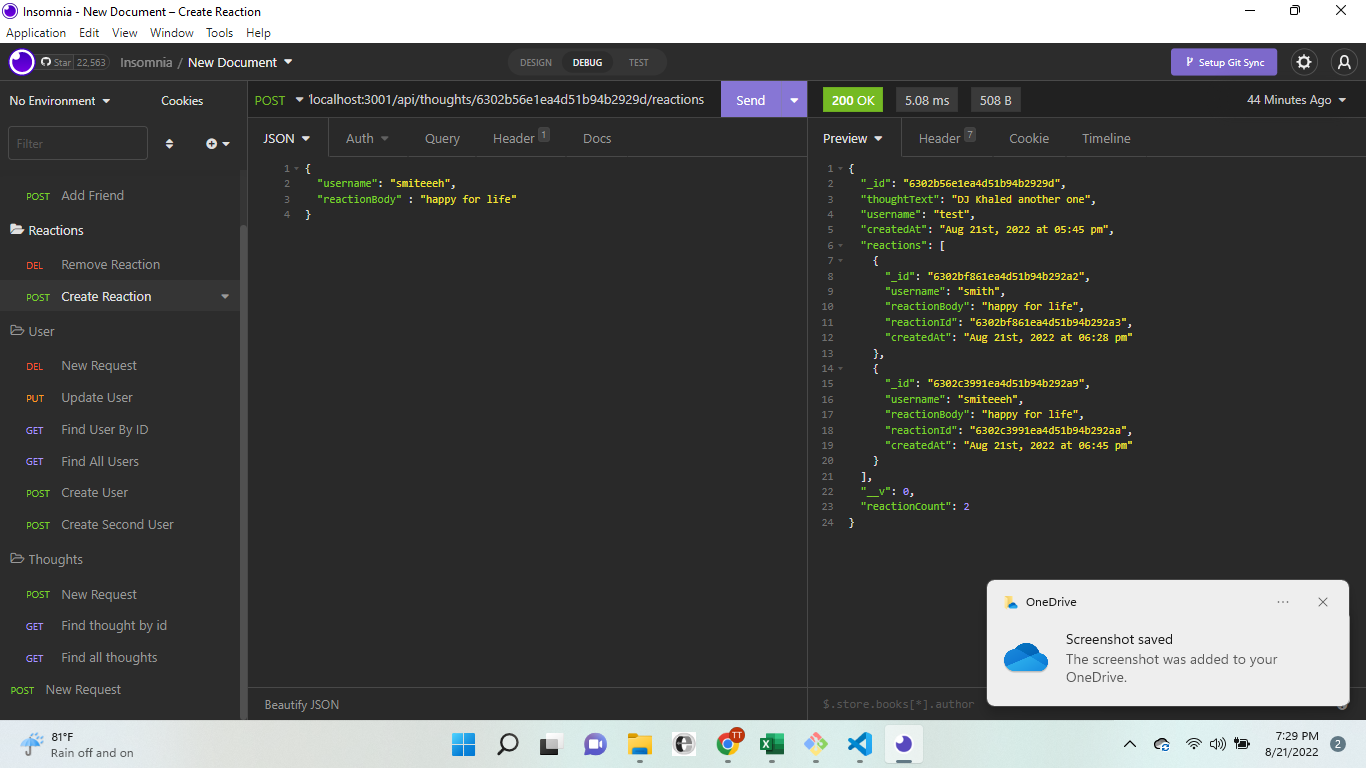 Insomnia - New Document – Create Reaction
Application Edit View Window Tools Help
Star 22,563 Insomnia / New Document DESIGN DEBUG TEST Setup Git Sync
No Environment Cookies
POST localhost:3001/api/thoughts/6302b56e1ea4d51b94b2929d/reactions Send
200 OK 5.08 ms 508 B 44 Minutes Ago
Filter
JSON Auth Query Header 1 Docs
Preview Header 7 Cookie Timeline
POST Add Friend
Reactions
DEL Remove Reaction
POST Create Reaction
User
DEL New Request
PUT Update User
GET Find User By ID
GET Find All Users
POST Create User
POST Create Second User
Thoughts
POST New Request
GET Find thought by id
GET Find all thoughts
POST New Request
1 {
2 "username": "smiteeeh",
3 "reactionBody" : "happy for life"
4 }
Beautify JSON
1 {
2 "_id": "6302b56e1ea4d51b94b2929d",
3 "thoughtText": "DJ Khaled another one",
4 "username": "test",
5 "createdAt": "Aug 21st, 2022 at 05:45 pm",
6 "reactions": [
7 {
8 "_id": "6302bf861ea4d51b94b292a2",
9 "username": "smith",
10 "reactionBody": "happy for life",
11 "reactionId": "6302bf861ea4d51b94b292a3",
12 "createdAt": "Aug 21st, 2022 at 06:28 pm"
13 },
14 {
15 "_id": "6302c3991ea4d51b94b292a9",
16 "username": "smiteeeh",
17 "reactionBody": "happy for life",
18 "reactionId": "6302c3991ea4d51b94b292aa",
19 "createdAt": "Aug 21st, 2022 at 06:45 pm"
20 }
21 ],
22 "__v": 0,
23 "reactionCount": 2
24 }
$.store.books[*].author
OneDrive
Screenshot saved
The screenshot was added to your
OneDrive.
81°F
Rain off and on
TT
7:29 PM
8/21/2022
2